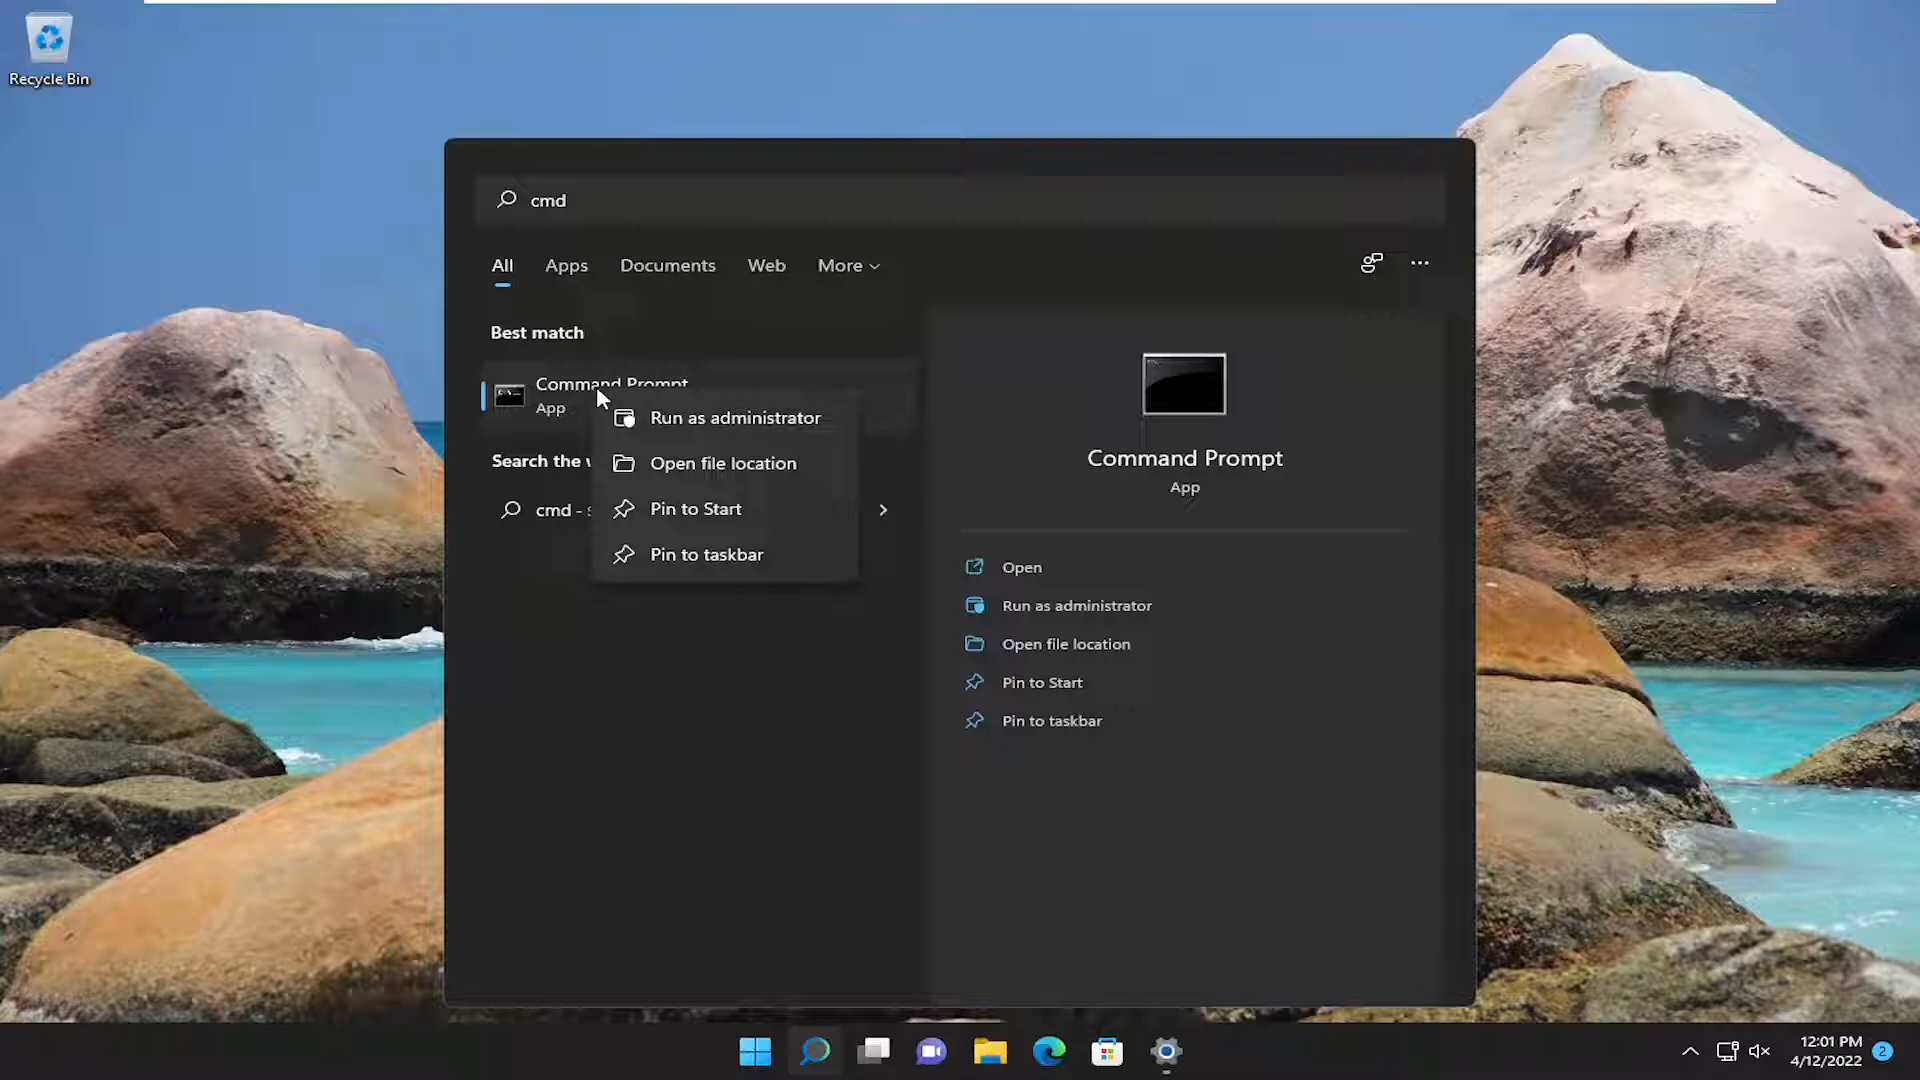 Recycle Bin
cmd
All Apps Documents Web More
Best match
Command Prompt
App
Search the
cmd -
Run as administrator
Open file location
Pin to Start
Pin to taskbar
Command Prompt
App
Open
Run as administrator
Open file location
Pin to Start
Pin to taskbar
12:01 PM
4/12/2022
2